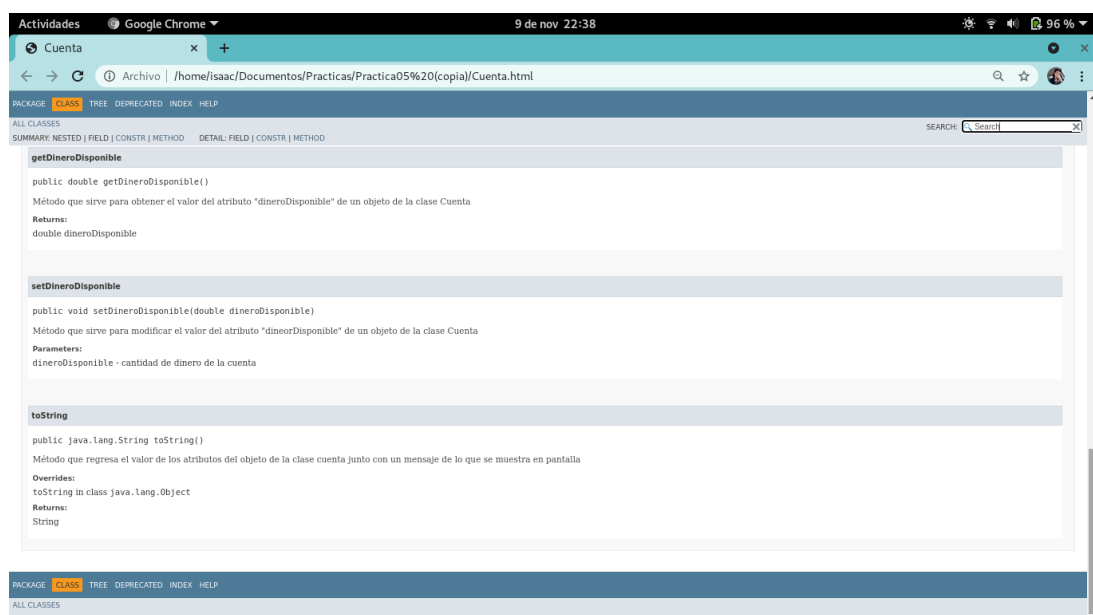 Actividades Google Chrome 9 de nov 22:38 96 %
Cuenta
Archivo | /home/isaac/Documentos/Practicas/Practica05%20(copia)/Cuenta.html
PACKAGE CLASS TREE DEPRECATED INDEX HELP
ALL CLASSES
SEARCH: Search
SUMMARY: NESTED | FIELD | CONSTR | METHOD DETAIL: FIELD | CONSTR | METHOD
getDineroDisponible
public double getDineroDisponible()
Método que sirve para obtener el valor del atributo "dineroDisponible" de un objeto de la clase Cuenta
Returns:
double dineroDisponible
setDineroDisponible
public void setDineroDisponible(double dineroDisponible)
Método que sirve para modificar el valor del atributo "dineorDisponible" de un objeto de la clase Cuenta
Parameters:
dineroDisponible - cantidad de dinero de la cuenta
toString
public java.lang.String toString()
Método que regresa el valor de los atributos del objeto de la clase cuenta junto con un mensaje de lo que se muestra en pantalla
Overrides:
toString in class java.lang.Object
Returns:
String
PACKAGE CLASS TREE DEPRECATED INDEX HELP
ALL CLASSES